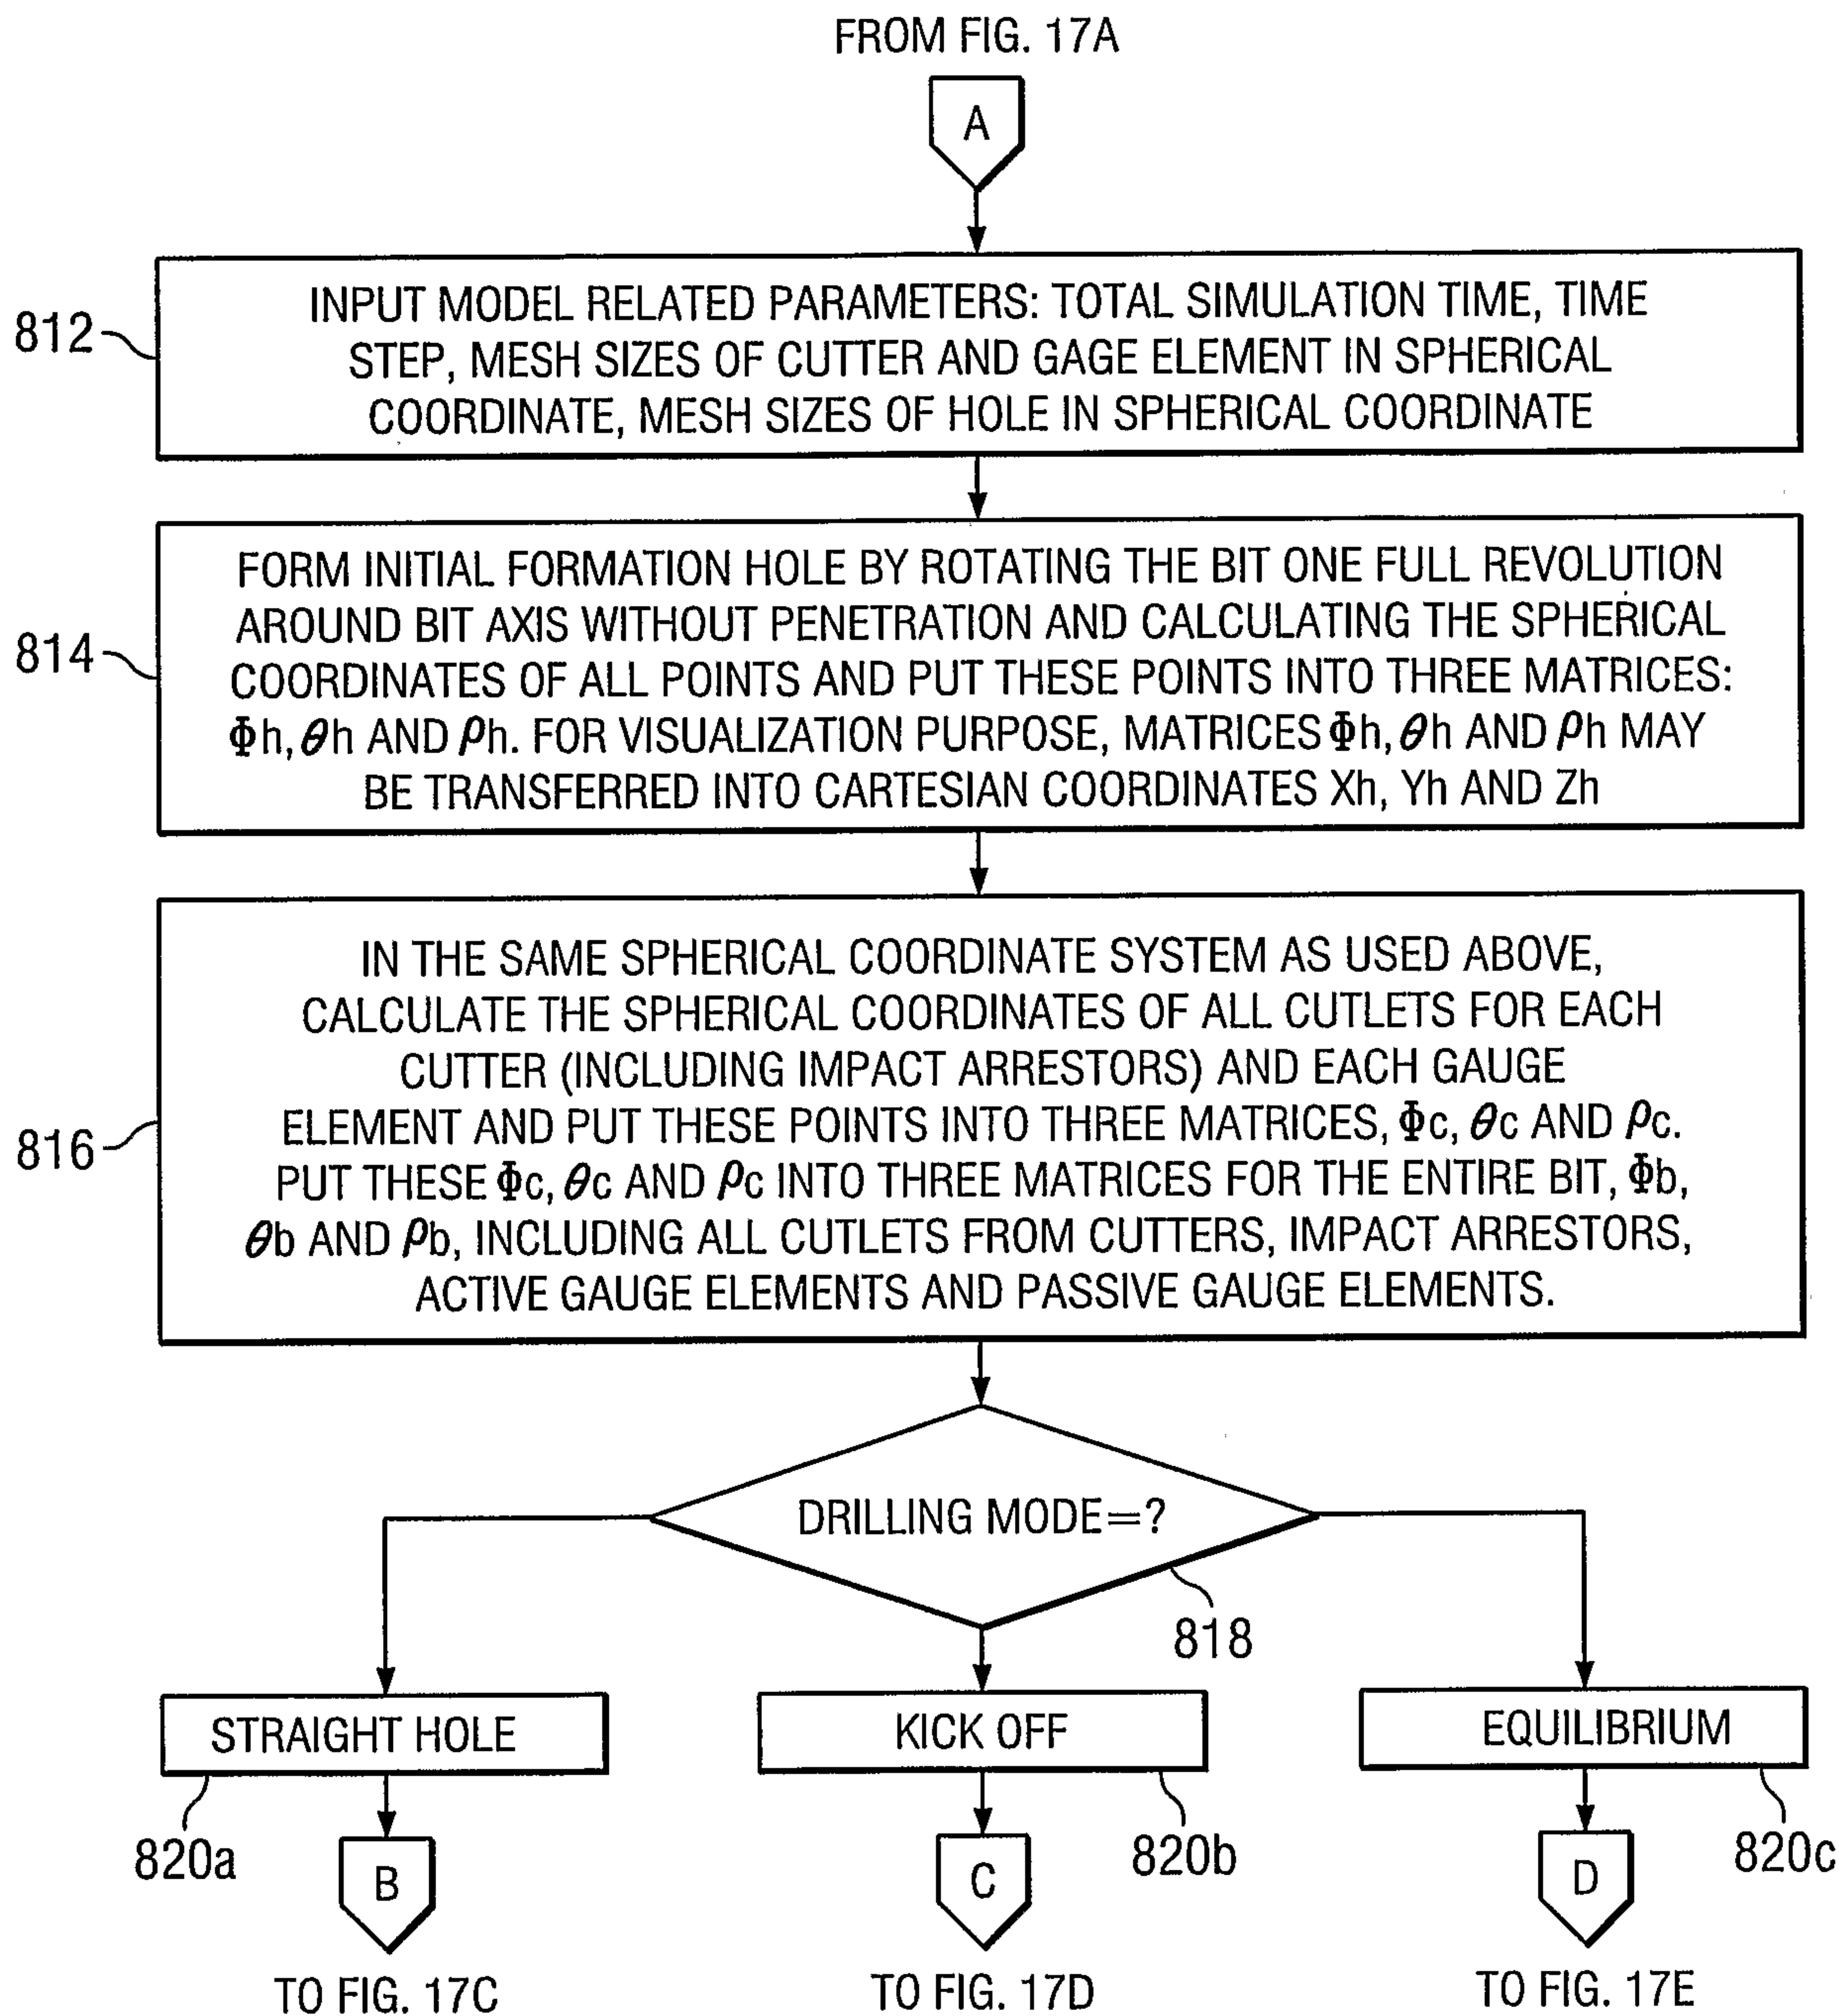 FROM FIG. 17A
A
812
INPUT MODEL RELATED PARAMETERS: TOTAL SIMULATION TIME, TIME
STEP, MESH SIZES OF CUTTER AND GAGE ELEMENT IN SPHERICAL
COORDINATE, MESH SIZES OF HOLE IN SPHERICAL COORDINATE
814
FORM INITIAL FORMATION HOLE BY ROTATING THE BIT ONE FULL REVOLUTION
AROUND BIT AXIS WITHOUT PENETRATION AND CALCULATING THE SPHERICAL
COORDINATES OF ALL POINTS AND PUT THESE POINTS INTO THREE MATRICES:
Φh, θh AND ρh. FOR VISUALIZATION PURPOSE, MATRICES Φh, θh AND ρh MAY
BE TRANSFERRED INTO CARTESIAN COORDINATES Xh, Yh AND Zh
816
IN THE SAME SPHERICAL COORDINATE SYSTEM AS USED ABOVE,
CALCULATE THE SPHERICAL COORDINATES OF ALL CUTLETS FOR EACH
CUTTER (INCLUDING IMPACT ARRESTORS) AND EACH GAUGE
ELEMENT AND PUT THESE POINTS INTO THREE MATRICES, Φc, θc AND ρc.
PUT THESE Φc, θc AND ρc INTO THREE MATRICES FOR THE ENTIRE BIT, Φb,
θb AND ρb, INCLUDING ALL CUTLETS FROM CUTTERS, IMPACT ARRESTORS,
ACTIVE GAUGE ELEMENTS AND PASSIVE GAUGE ELEMENTS.
DRILLING MODE=?
818
STRAIGHT HOLE
KICK OFF
EQUILIBRIUM
820a
820b
820c
B
C
D
TO FIG. 17C
TO FIG. 17D
TO FIG. 17E